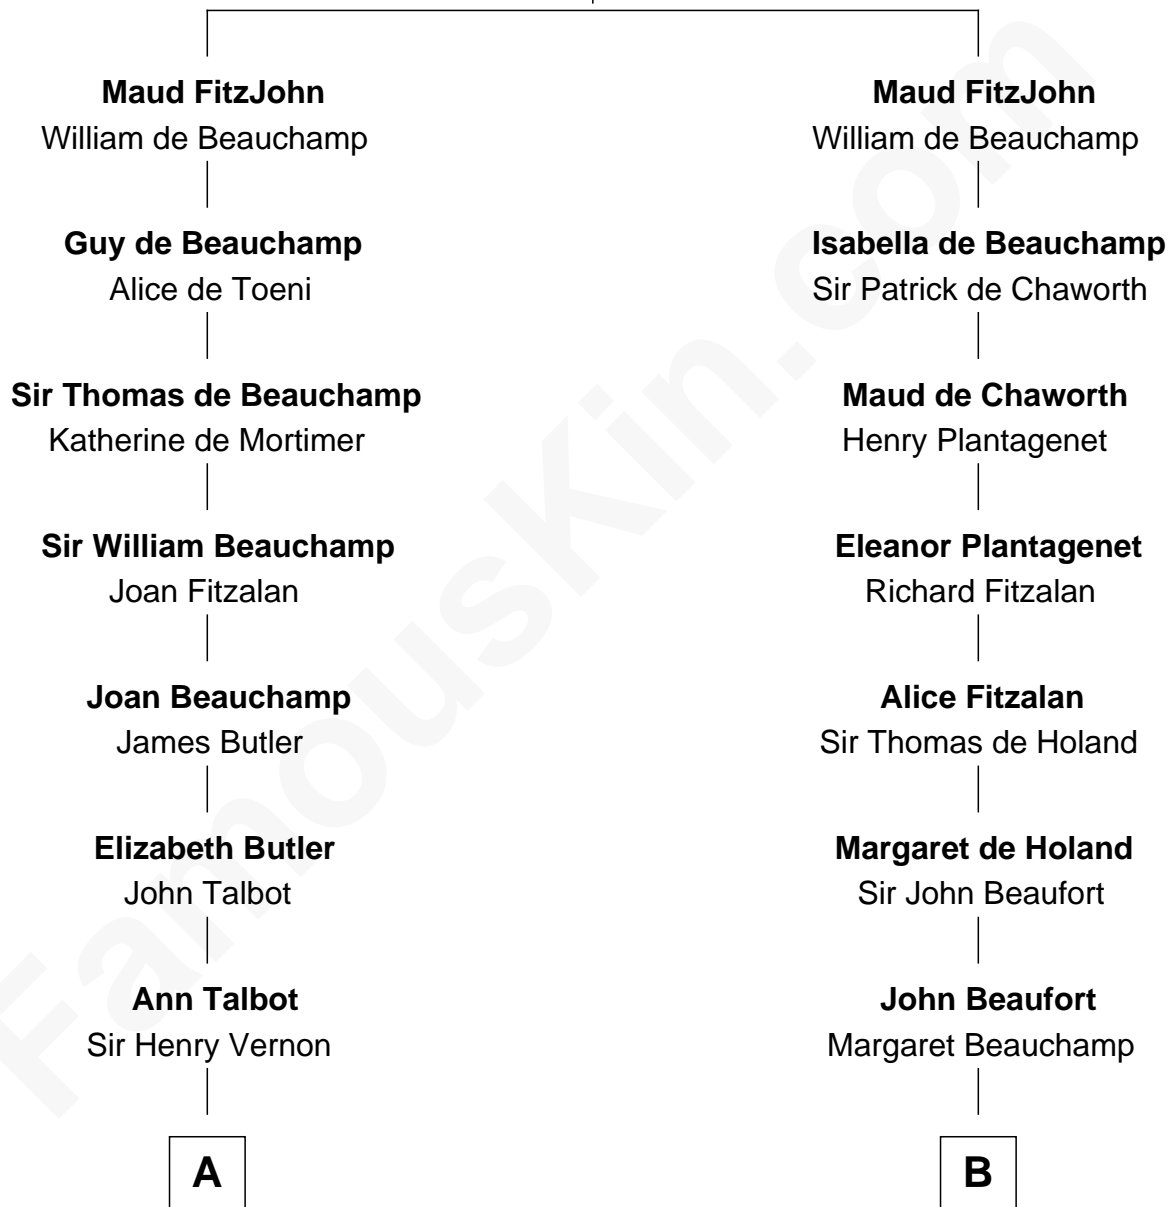 Maud FitzJohn
William de Beauchamp
Guy de Beauchamp
Alice de Toeni
Sir Thomas de Beauchamp
Katherine de Mortimer
Sir William Beauchamp
Joan Fitzalan
Joan Beauchamp
James Butler
Elizabeth Butler
John Talbot
Ann Talbot
Sir Henry Vernon
A
Maud FitzJohn
William de Beauchamp
Isabella de Beauchamp
Sir Patrick de Chaworth
Maud de Chaworth
Henry Plantagenet
Eleanor Plantagenet
Richard Fitzalan
Alice Fitzalan
Sir Thomas de Holand
Margaret de Holand
Sir John Beaufort
John Beaufort
Margaret Beauchamp
B
FamousKin.com